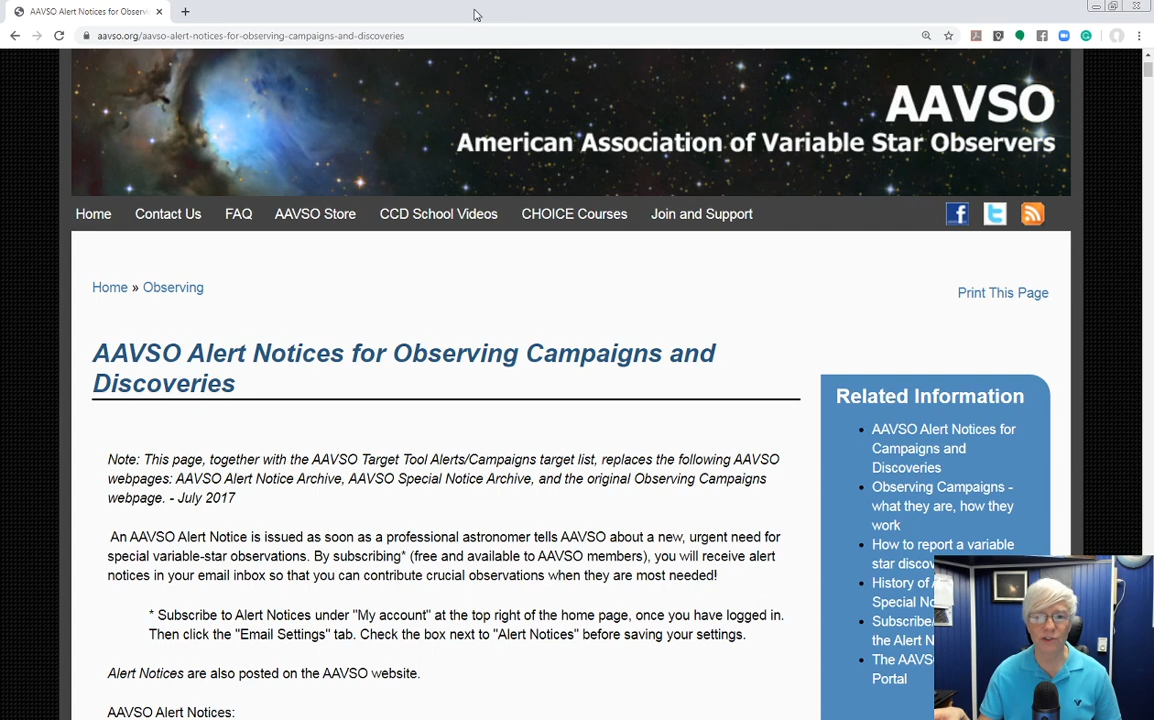 AAVSO Alert Notices for Observ
aavso.org/aavso-alert-notices-for-observing-campaigns-and-discoveries
AAVSO
American Association of Variable Star Observers
Home Contact Us FAQ AAVSO Store CCD School Videos CHOICE Courses Join and Support
Home » Observing
Print This Page
AAVSO Alert Notices for Observing Campaigns and
Discoveries
Note: This page, together with the AAVSO Target Tool Alerts/Campaigns target list, replaces the following AAVSO
webpages: AAVSO Alert Notice Archive, AAVSO Special Notice Archive, and the original Observing Campaigns
webpage. - July 2017
An AAVSO Alert Notice is issued as soon as a professional astronomer tells AAVSO about a new, urgent need for
special variable-star observations. By subscribing* (free and available to AAVSO members), you will receive alert
notices in your email inbox so that you can contribute crucial observations when they are most needed!
* Subscribe to Alert Notices under "My account" at the top right of the home page, once you have logged in.
Then click the "Email Settings" tab. Check the box next to "Alert Notices" before saving your settings.
Alert Notices are also posted on the AAVSO website.
AAVSO Alert Notices:
Related Information
AAVSO Alert Notices for
Campaigns and
Discoveries
Observing Campaigns -
what they are, how they
work
How to report a variable
star discov
History of
Special No
Subscribe/
the Alert N
The AAVS
Portal